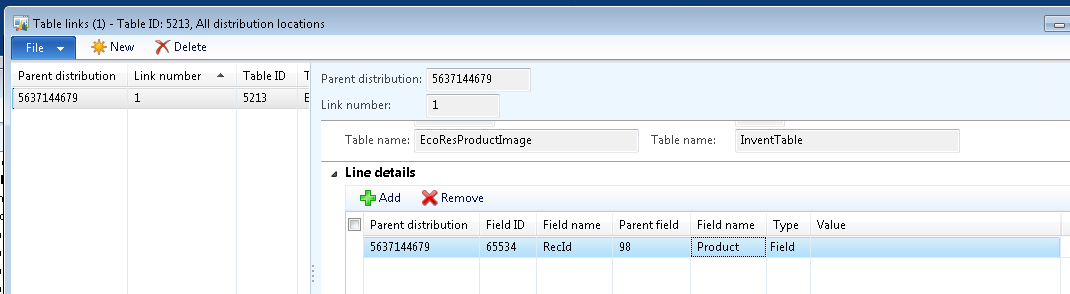 Table links (1) - Table ID: 5213, All distribution locations
File New Delete
Parent distribution Link number Table ID
5637144679 1 5213 E
Parent distribution: 5637144679
Link number: 1
Table name: EcoResProductImage Table name: InventTable
Line details
Add Remove
Parent distribution Field ID Field name Parent field Field name Type Value
5637144679 65534 RecId 98 Product Field